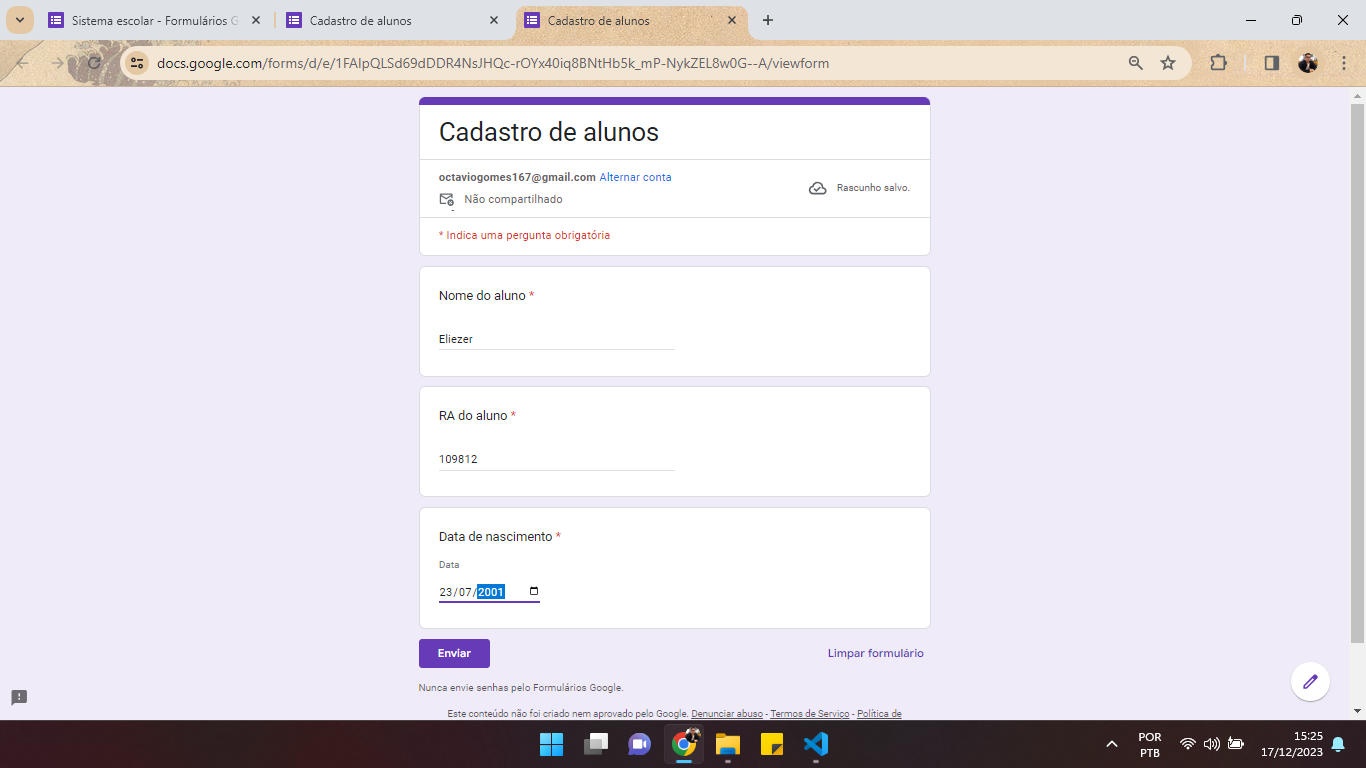 Sistema escolar - Formulários G
Cadastro de alunos
Cadastro de alunos
docs.google.com/forms/d/e/1FAIpQLSd69dDDR4NsJHQc-rOYx40iq8BNtHb5k_mP-NykZEL8w0G--A/viewform
Cadastro de alunos
octaviogomes167@gmail.com Alternar conta
Rascunho salvo.
Não compartilhado
* Indica uma pergunta obrigatória
Nome do aluno *
Eliezer
RA do aluno *
109812
Data de nascimento *
Data
23/07/2001
Enviar
Limpar formulário
Nunca envie senhas pelo Formulários Google.
Este conteúdo não foi criado nem aprovado pelo Google. Denunciar abuso - Termos de Serviço - Política de
POR
PTB
15:25
17/12/2023